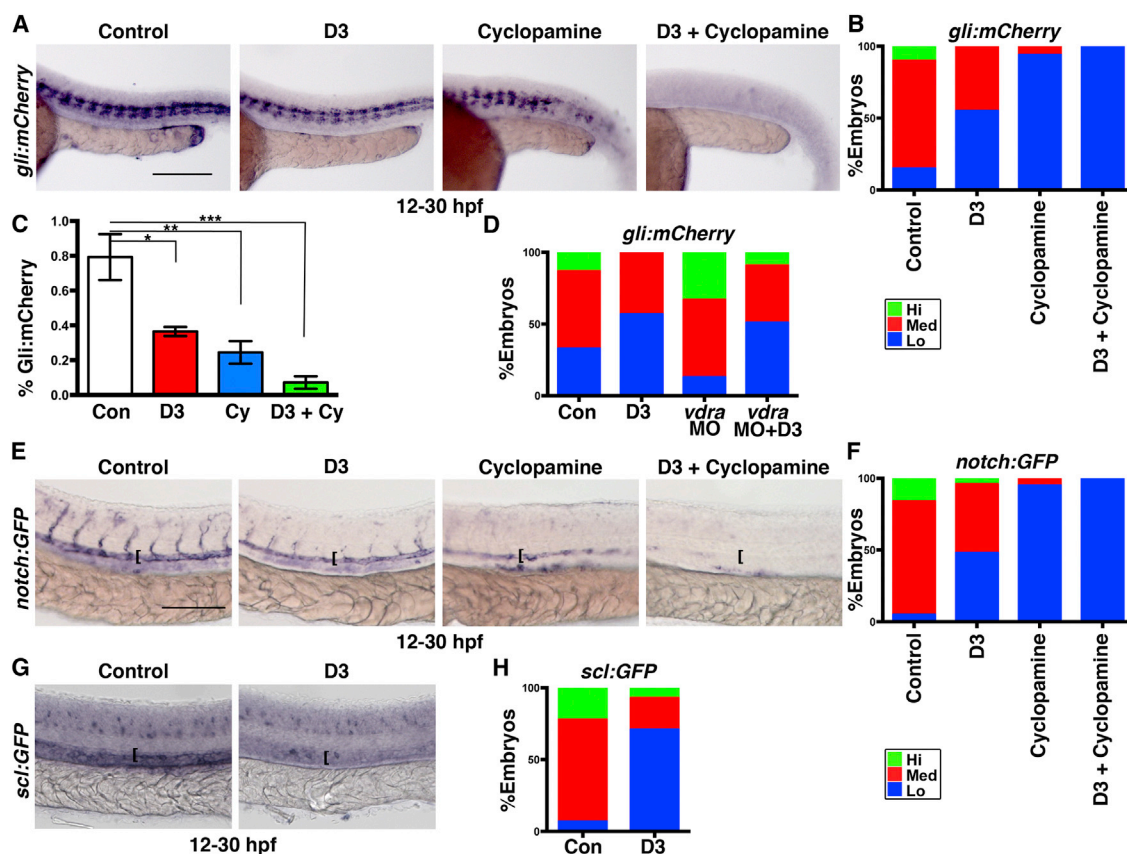 A
Control
D3
Cyclopamine
D3 + Cyclopamine
gli:mCherry
12-30 hpf
B
gli:mCherry
100
50
0
%Embryos
Control
D3
Cyclopamine
D3 + Cyclopamine
Hi
Med
Lo
C
1.0
0.8
0.6
0.4
0.2
0.0
% Gli:mCherry
***
**
*
Con
D3
Cy
D3 + Cy
D
gli:mCherry
100
50
0
%Embryos
Con
D3
vdra
MO
vdra
MO+D3
E
Control
D3
Cyclopamine
D3 + Cyclopamine
notch:GFP
[
[
[
[
12-30 hpf
F
notch:GFP
100
50
0
%Embryos
Control
D3
Cyclopamine
D3 + Cyclopamine
Hi
Med
Lo
G
Control
D3
scl:GFP
[
[
12-30 hpf
H
scl:GFP
100
50
0
%Embryos
Con
D3